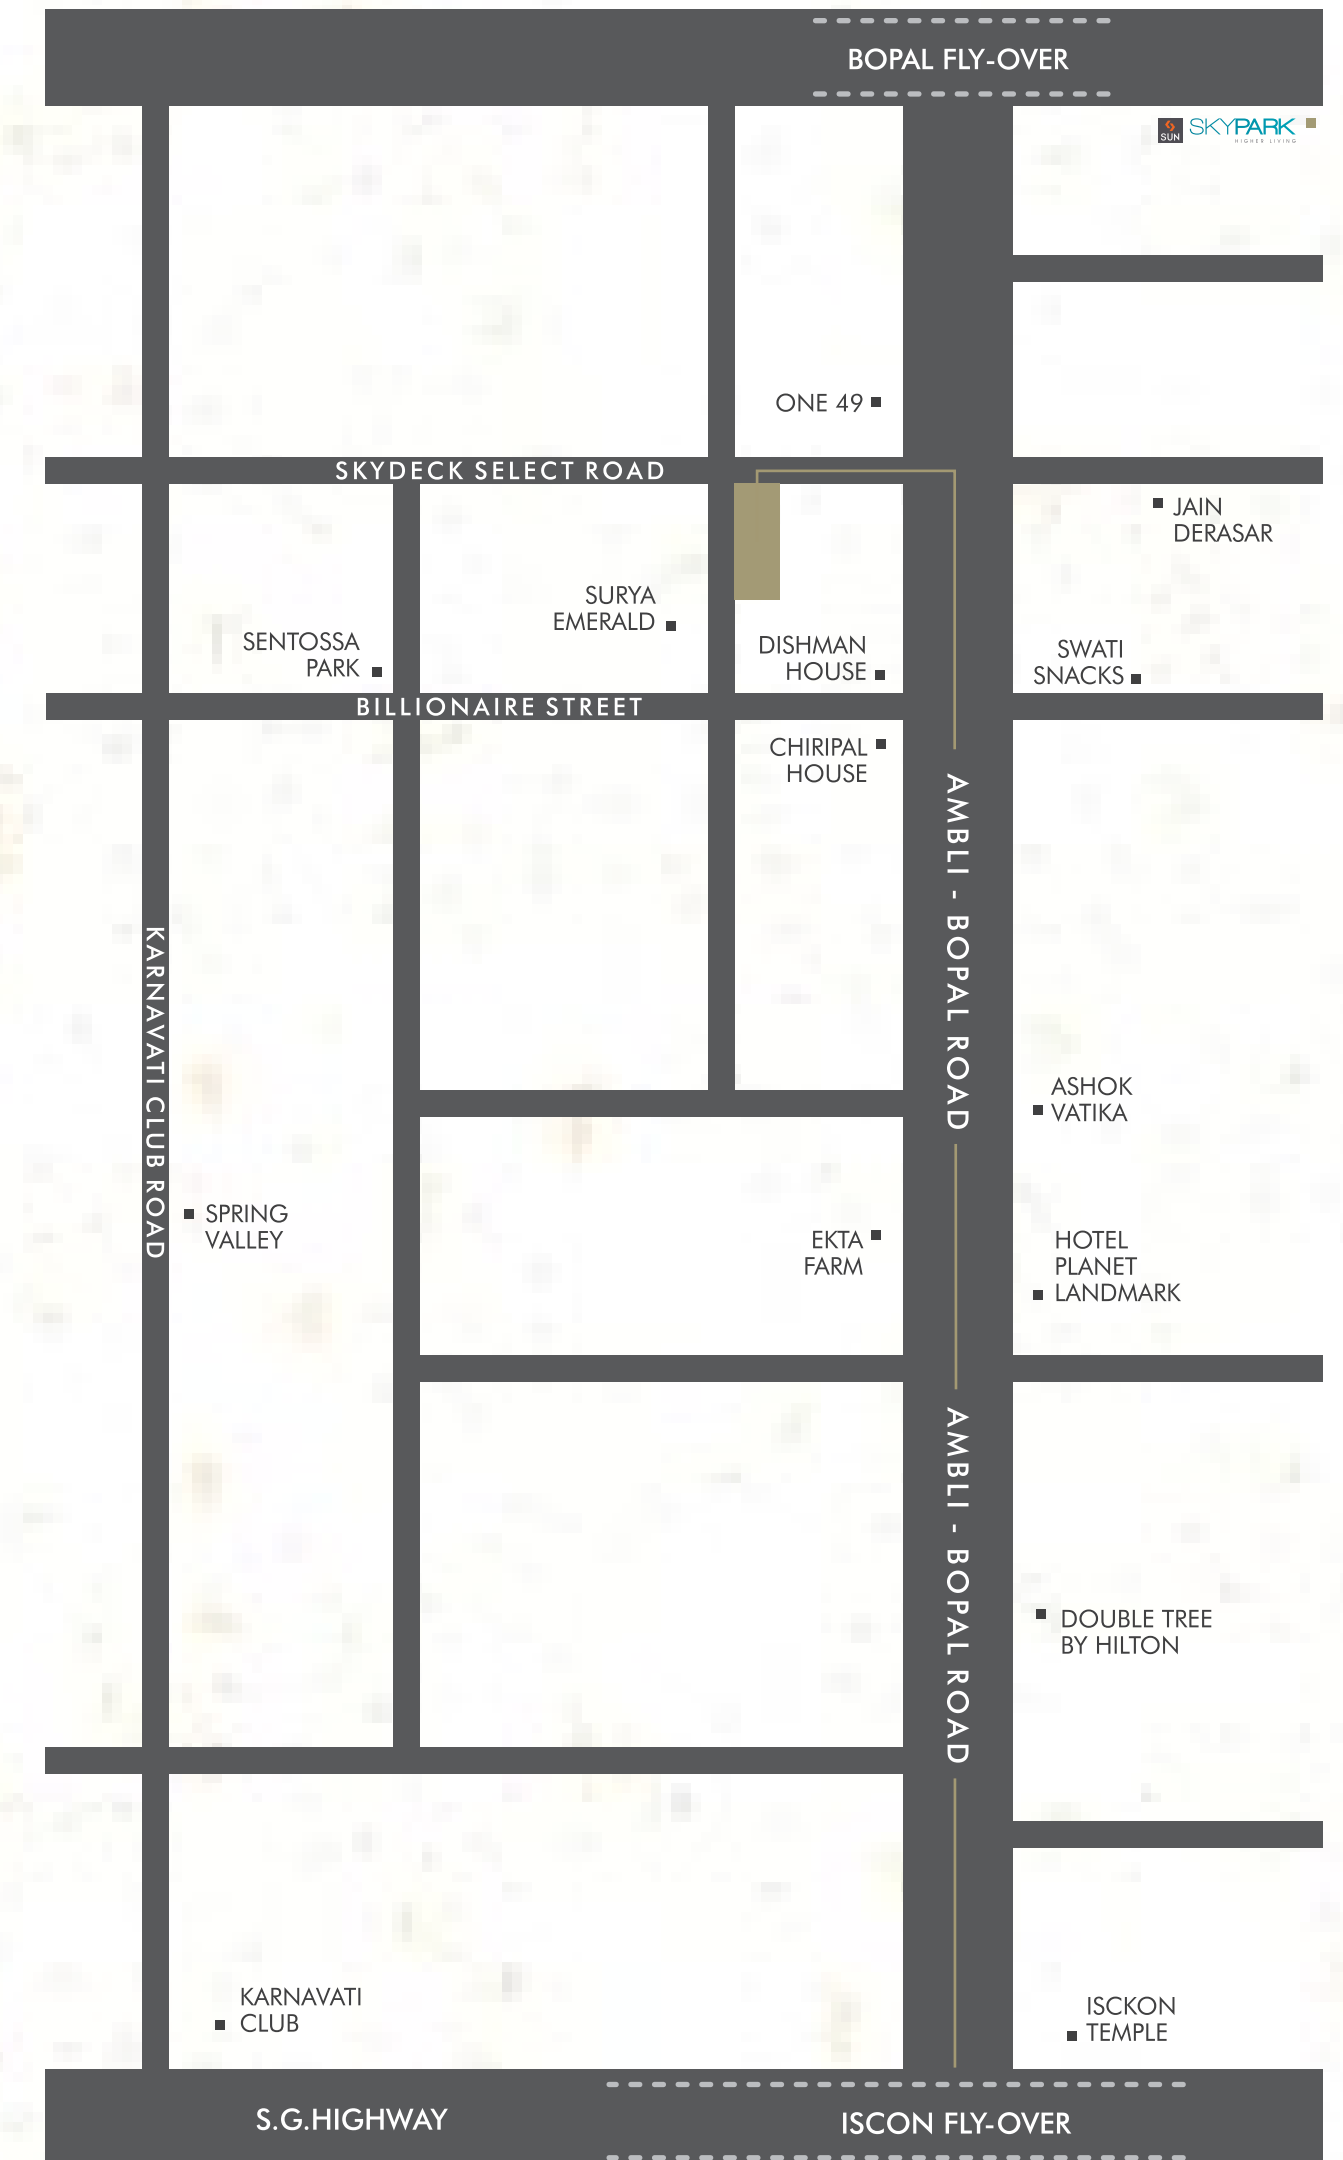 BOPAL FLY-OVER
SUN
SKYPARK
HIGHER LIVING
ONE 49
SKYDECK SELECT ROAD
JAIN
DERASAR
SURYA
EMERALD
SENTOSSA
PARK
DISHMAN
HOUSE
SWATI
SNACKS
BILLIONAIRE STREET
CHIRIPAL
HOUSE
AMBLI - BOPAL ROAD
KARNAVATI CLUB ROAD
ASHOK
VATIKA
SPRING
VALLEY
EKTA
FARM
HOTEL
PLANET
LANDMARK
AMBLI - BOPAL ROAD
DOUBLE TREE
BY HILTON
KARNAVATI
CLUB
ISCKON
TEMPLE
S.G.HIGHWAY
ISCON FLY-OVER